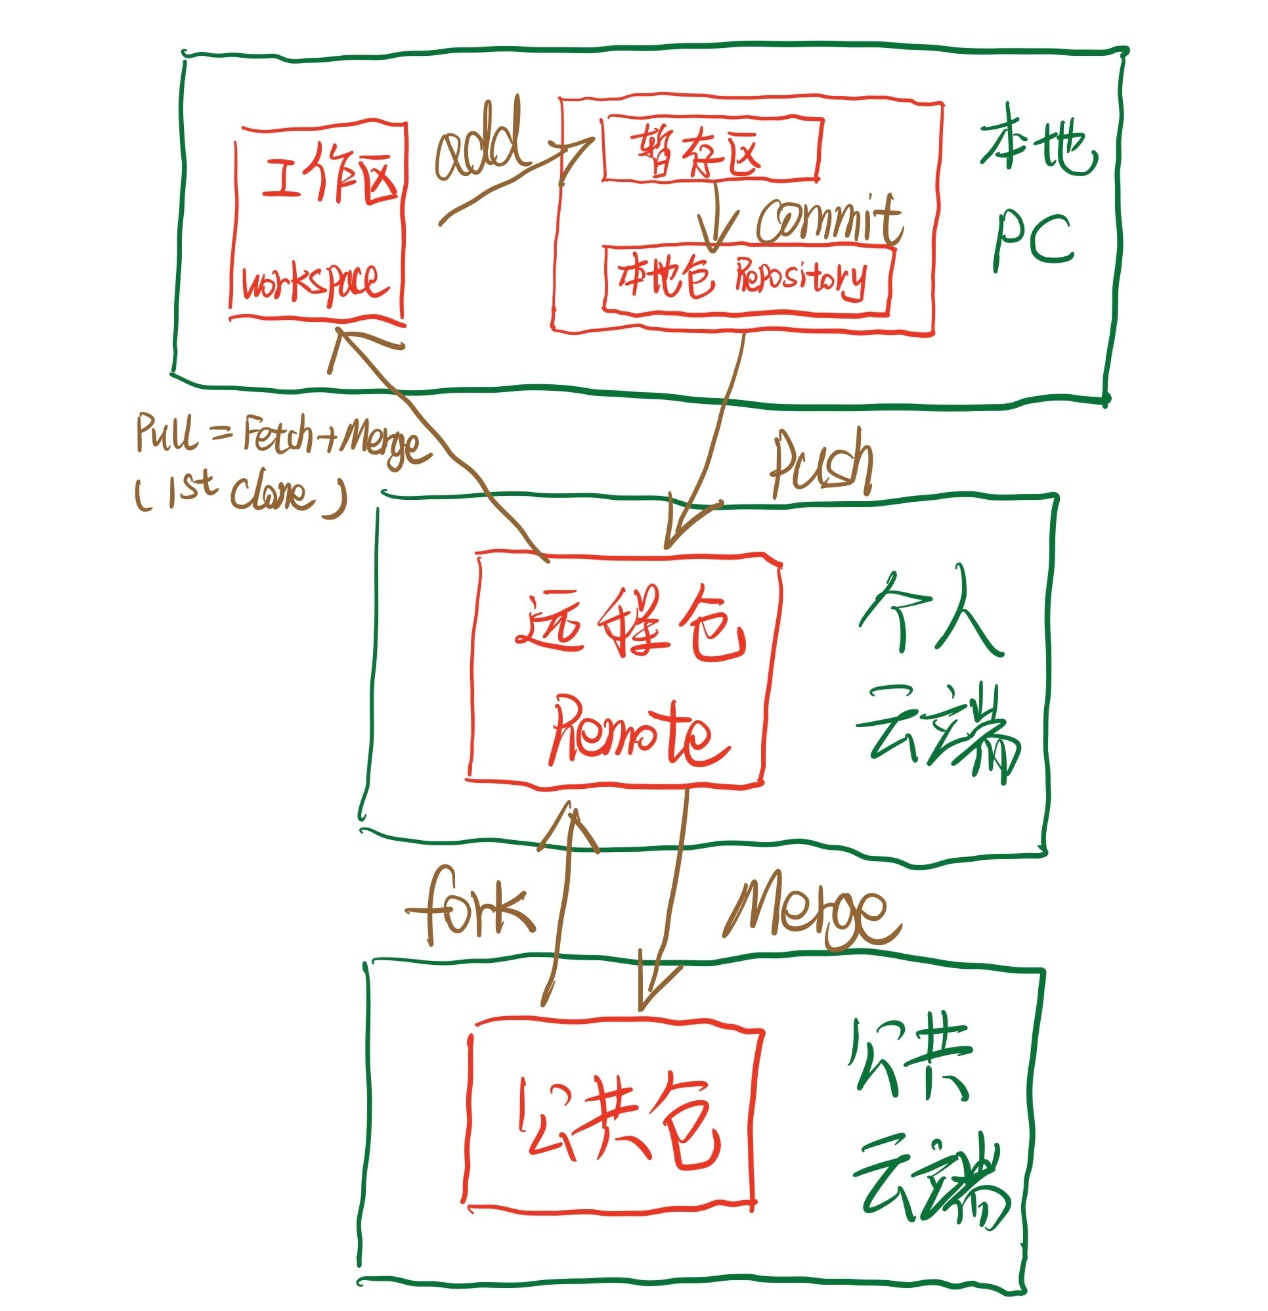 工作区
workspace
add
暂存区
commit
本地仓 Repository
本地
PC
Pull = Fetch+Merge
(1st clone)
Push
远程仓
Remote
个人
云端
fork
Merge
公共仓
公共
云端